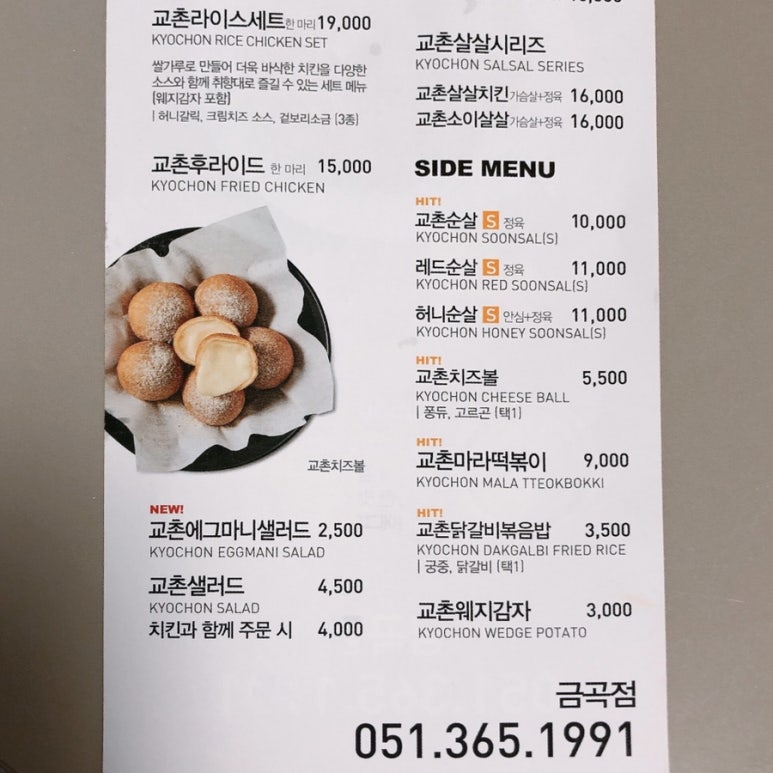 교촌라이스세트 한 마리 19,000
KYOCHON RICE CHICKEN SET
쌀가루로 만들어 더욱 바삭한 치킨을 다양한
소스와 함께 취향대로 즐길 수 있는 세트 메뉴
(웨지감자 포함)
| 허니갈릭, 크림치즈 소스, 겉보리소금 (3종)
교촌후라이드 한 마리 15,000
KYOCHON FRIED CHICKEN
교촌치즈볼
NEW!
교촌에그마니샐러드 2,500
KYOCHON EGGMANI SALAD
교촌샐러드 4,500
KYOCHON SALAD
치킨과 함께 주문 시 4,000
교촌살살시리즈
KYOCHON SALSAL SERIES
교촌살살치킨 가슴살+정육 16,000
교촌소이살살 가슴살+정육 16,000
SIDE MENU
HIT!
교촌순살 S 정육 10,000
KYOCHON SOONSAL(S)
레드순살 S 정육 11,000
KYOCHON RED SOONSAL(S)
허니순살 S 안심+정육 11,000
KYOCHON HONEY SOONSAL(S)
HIT!
교촌치즈볼 5,500
KYOCHON CHEESE BALL
| 퐁듀, 고르곤 (택1)
HIT!
교촌마라떡볶이 9,000
KYOCHON MALA TTEOKBOKKI
HIT!
교촌닭갈비볶음밥 3,500
KYOCHON DAKGALBI FRIED RICE
| 궁중, 닭갈비 (택1)
교촌웨지감자 3,000
KYOCHON WEDGE POTATO
금곡점
051.365.1991